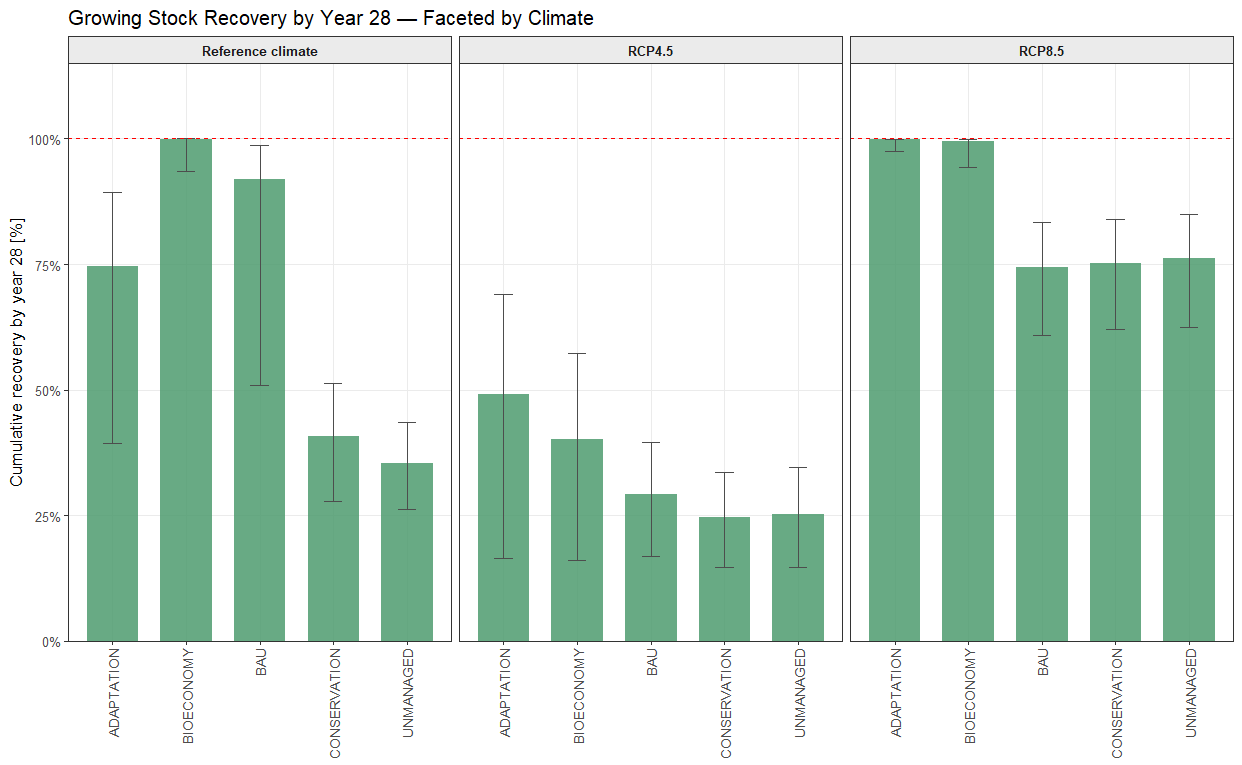 Growing Stock Recovery by Year 28 — Faceted by Climate
Reference climate
RCP4.5
RCP8.5
Cumulative recovery by year 28 [%]
100%
75%
50%
25%
0%
ADAPTATION
BIOECONOMY
BAU
CONSERVATION
UNMANAGED
ADAPTATION
BIOECONOMY
BAU
CONSERVATION
UNMANAGED
ADAPTATION
BIOECONOMY
BAU
CONSERVATION
UNMANAGED